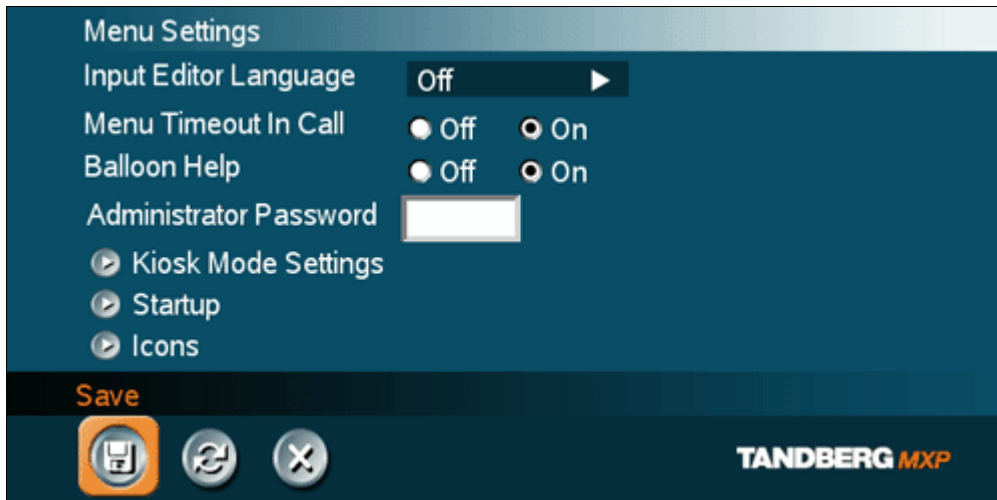 Menu Settings
Input Editor Language Off
Menu Timeout In Call Off On
Balloon Help Off On
Administrator Password
Kiosk Mode Settings
Startup
Icons
Save
TANDBERG MXP